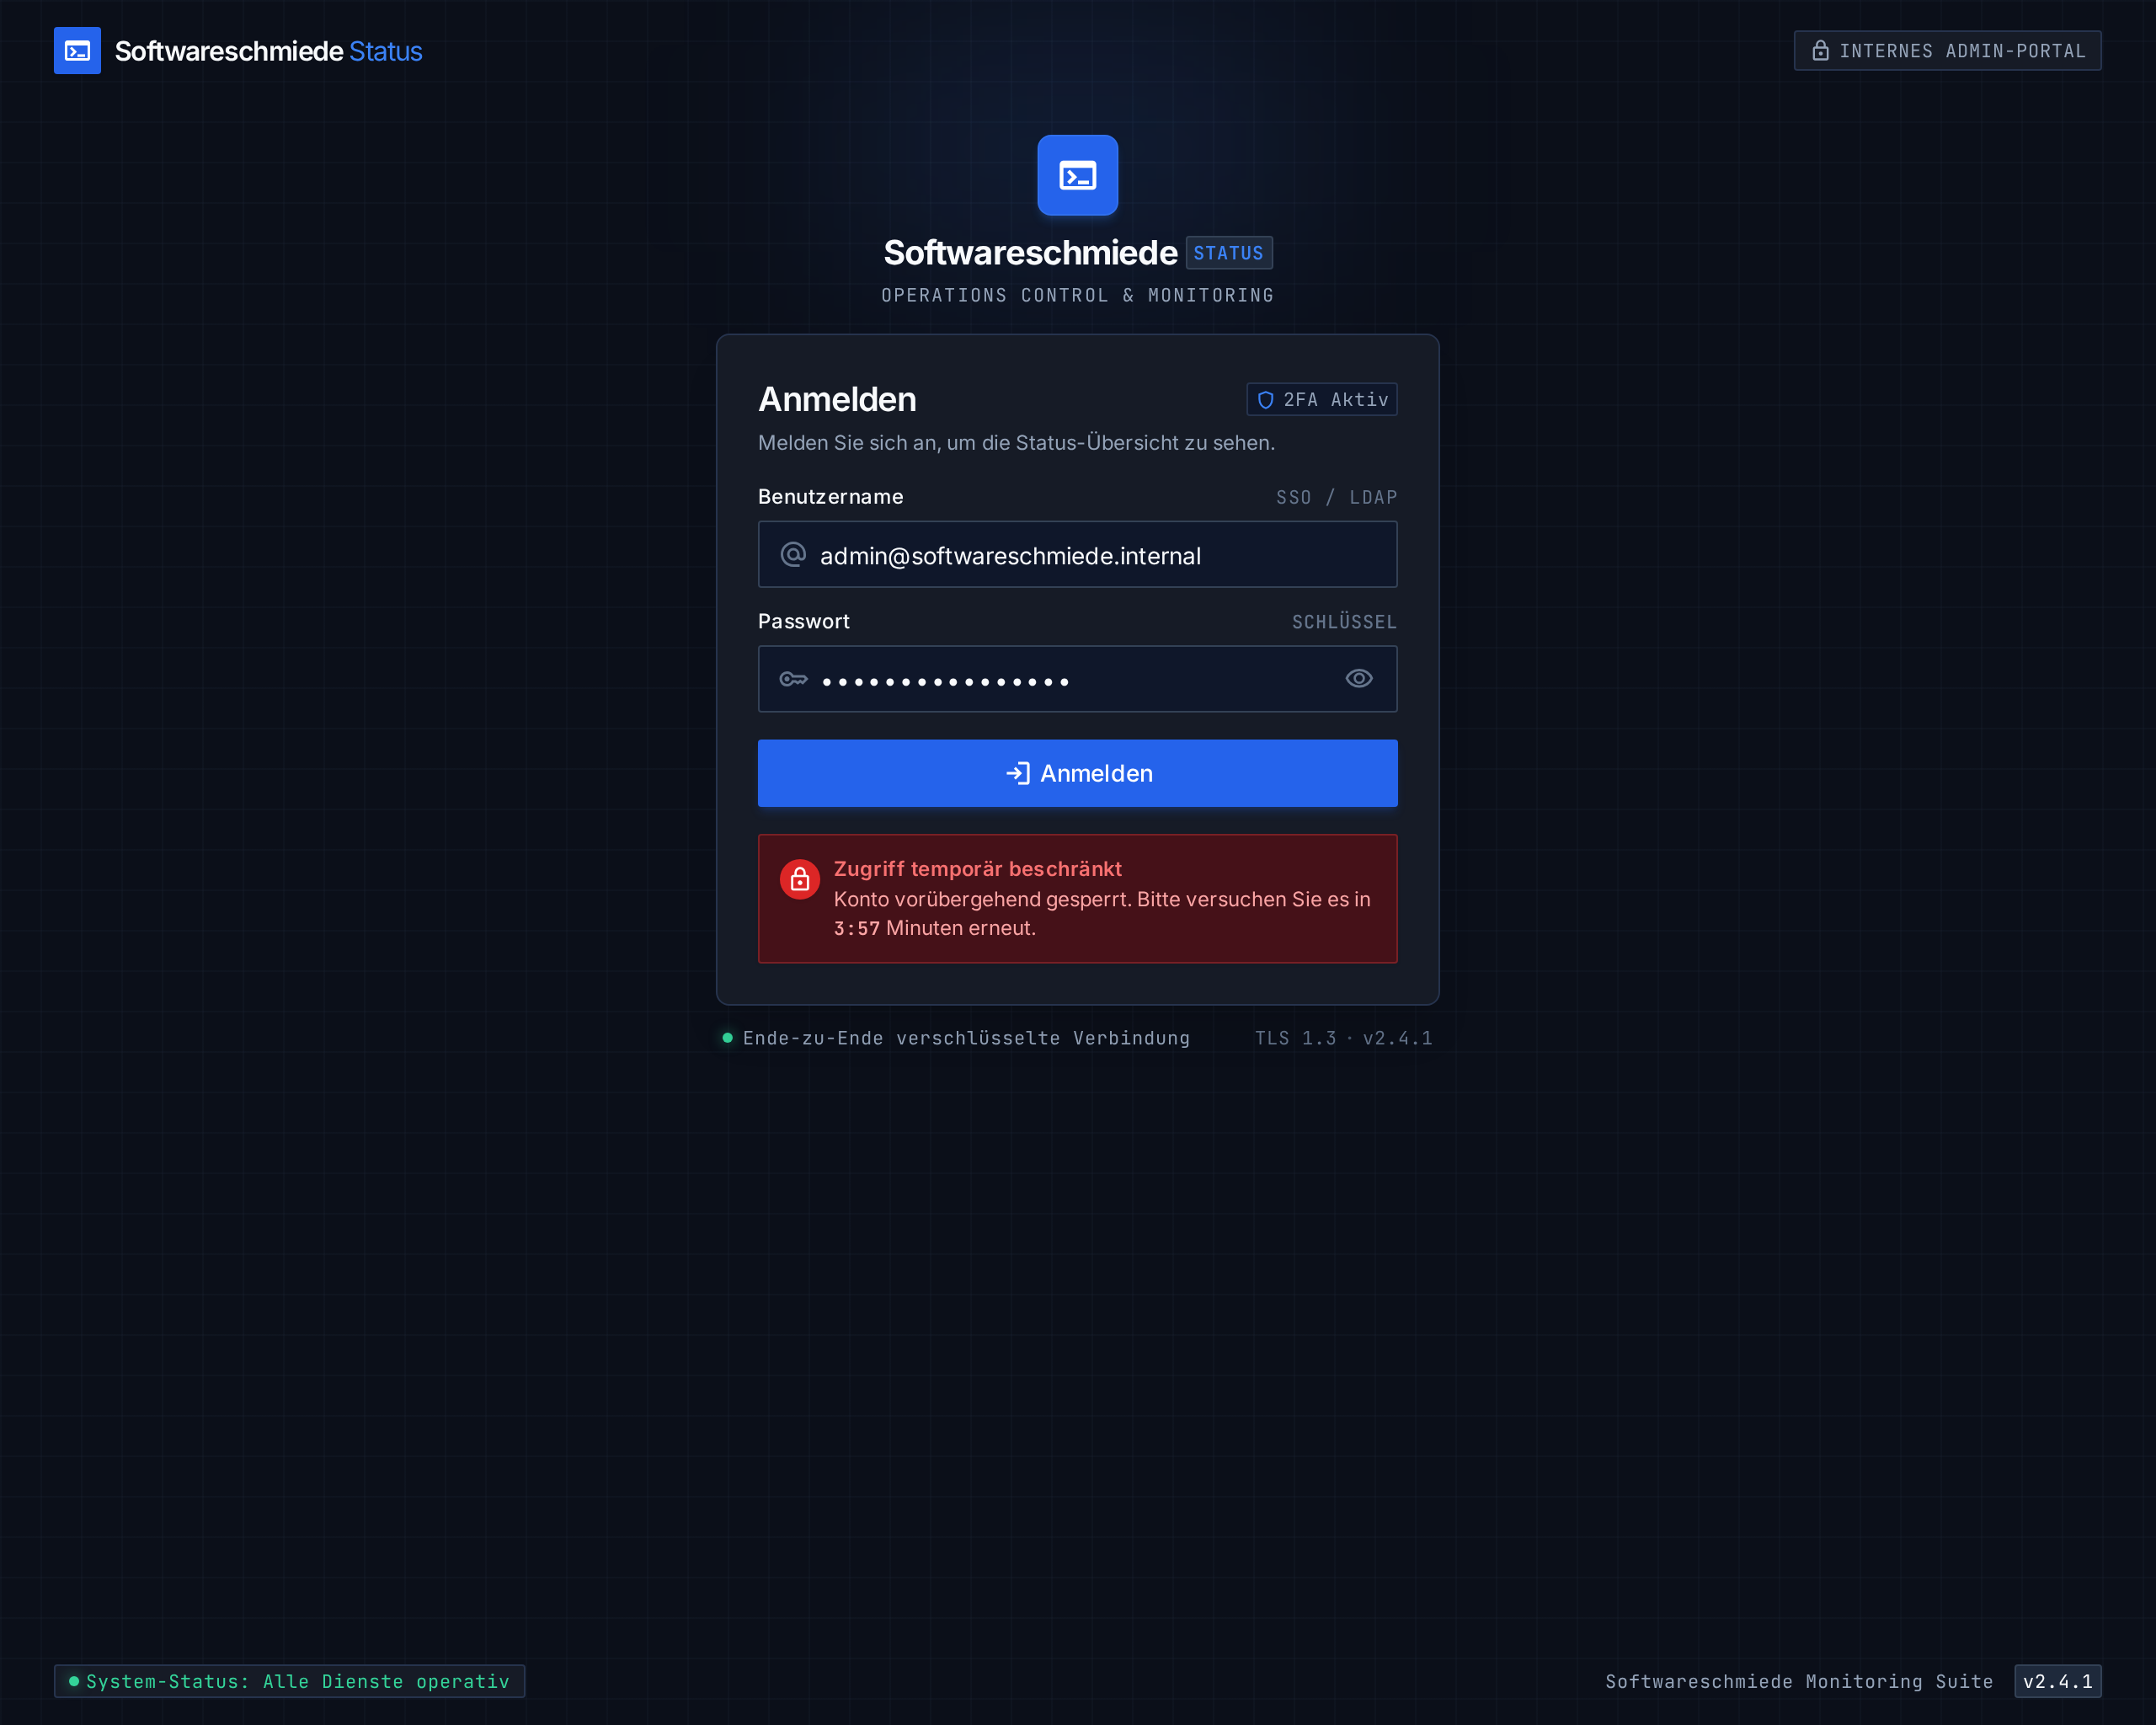 Softwareschmiede Status
INTERNES ADMIN-PORTAL
Softwareschmiede STATUS
OPERATIONS CONTROL & MONITORING
Anmelden
2FA Aktiv
Melden Sie sich an, um die Status-Übersicht zu sehen.
Benutzername
SSO / LDAP
admin@softwareschmiede.internal
Passwort
SCHLÜSSEL
••••••••••••••••
Anmelden
Zugriff temporär beschränkt
Konto vorübergehend gesperrt. Bitte versuchen Sie es in
3:57 Minuten erneut.
Ende-zu-Ende verschlüsselte Verbindung
TLS 1.3 · v2.4.1
System-Status: Alle Dienste operativ
Softwareschmiede Monitoring Suite
v2.4.1